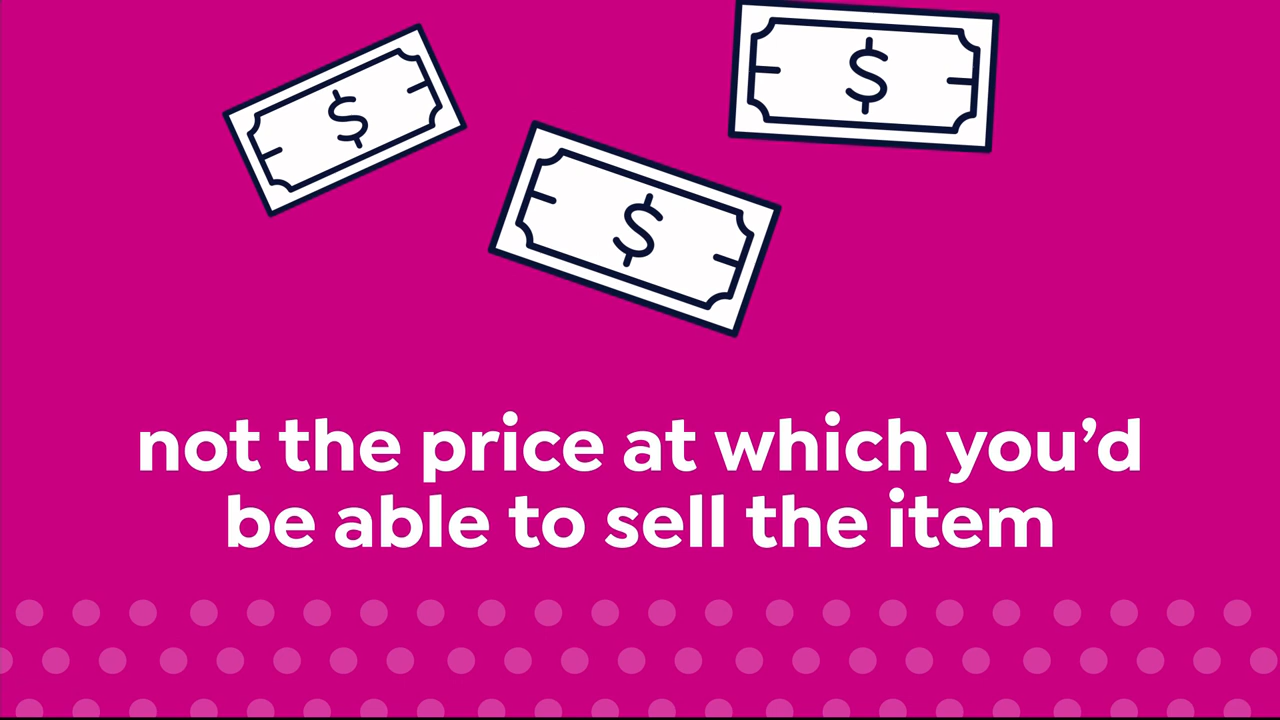 $
$
$
not the price at which you’d
be able to sell the item